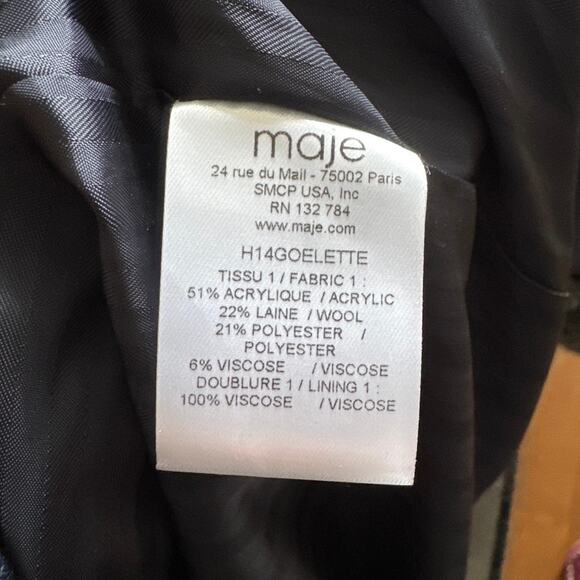 maje
24 rue du Mail - 75002 Paris
SMCP USA, Inc
RN 132 784
www.maje.com
H14GOELETTE
TISSU 1 / FABRIC 1 :
51% ACRYLIQUE / ACRYLIC
22% LAINE / WOOL
21% POLYESTER /
POLYESTER
6% VISCOSE / VISCOSE
DOUBLURE 1 / LINING 1 :
100% VISCOSE / VISCOSE